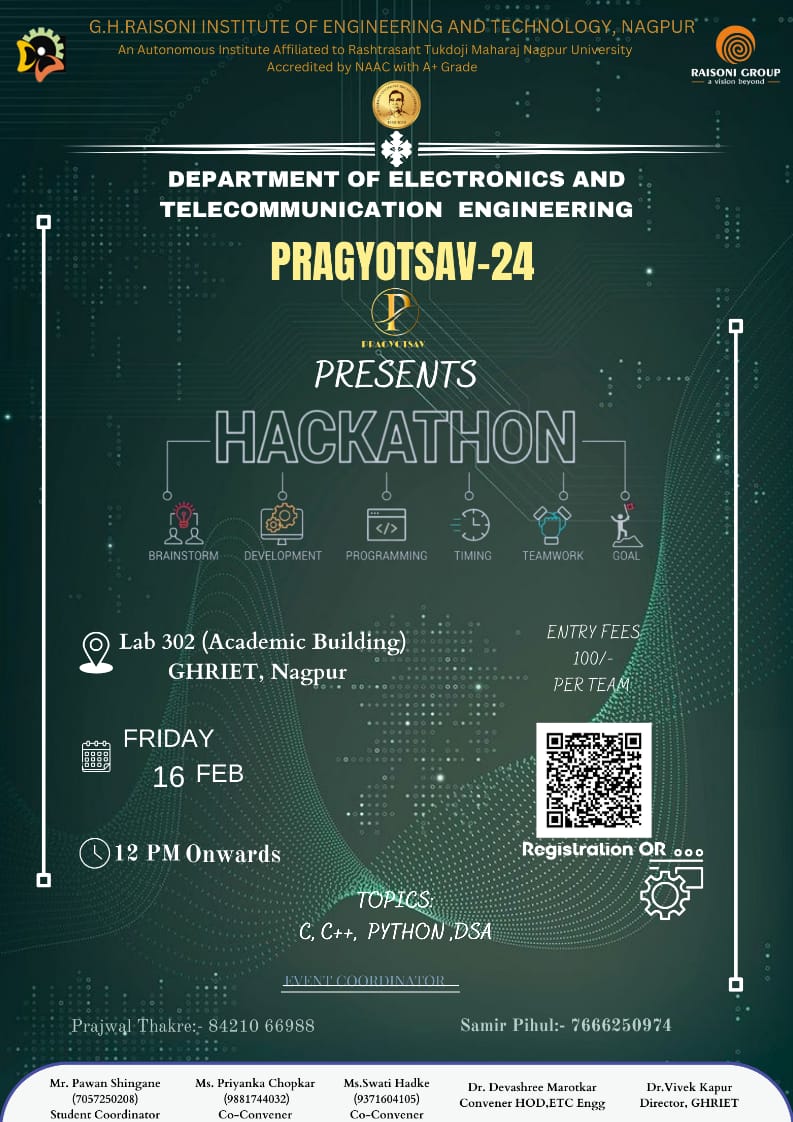 G.H.RAISONI INSTITUTE OF ENGINEERING AND TECHNOLOGY, NAGPUR
An Autonomous Institute Affiliated to Rashtrasant Tukdoji Maharaj Nagpur University
Accredited by NAAC with A+ Grade
RAISONI GROUP
a vision beyond
DEPARTMENT OF ELECTRONICS AND
TELECOMMUNICATION ENGINEERING
PRAGYOTSAV-24
P
PRAGYOTSAV
PRESENTS
HACKATHON
BRAINSTORM DEVELOPMENT PROGRAMMING TIMING TEAMWORK GOAL
Lab 302 (Academic Building)
GHRIET, Nagpur
ENTRY FEES
100/-
PER TEAM
FRIDAY
16 FEB
12 PM Onwards
Registration QR
TOPICS:
C, C++, PYTHON ,DSA
EVENT COORDINATOR
Prajwal Thakre:- 84210 66988
Samir Pihul:- 7666250974
Mr. Pawan Shingane
(7057250208)
Student Coordinator
Ms. Priyanka Chopkar
(9881744032)
Co-Convener
Ms.Swati Hadke
(9371604105)
Co-Convener
Dr. Devashree Marotkar
Convener HOD,ETC Engg
Dr.Vivek Kapur
Director, GHRIET